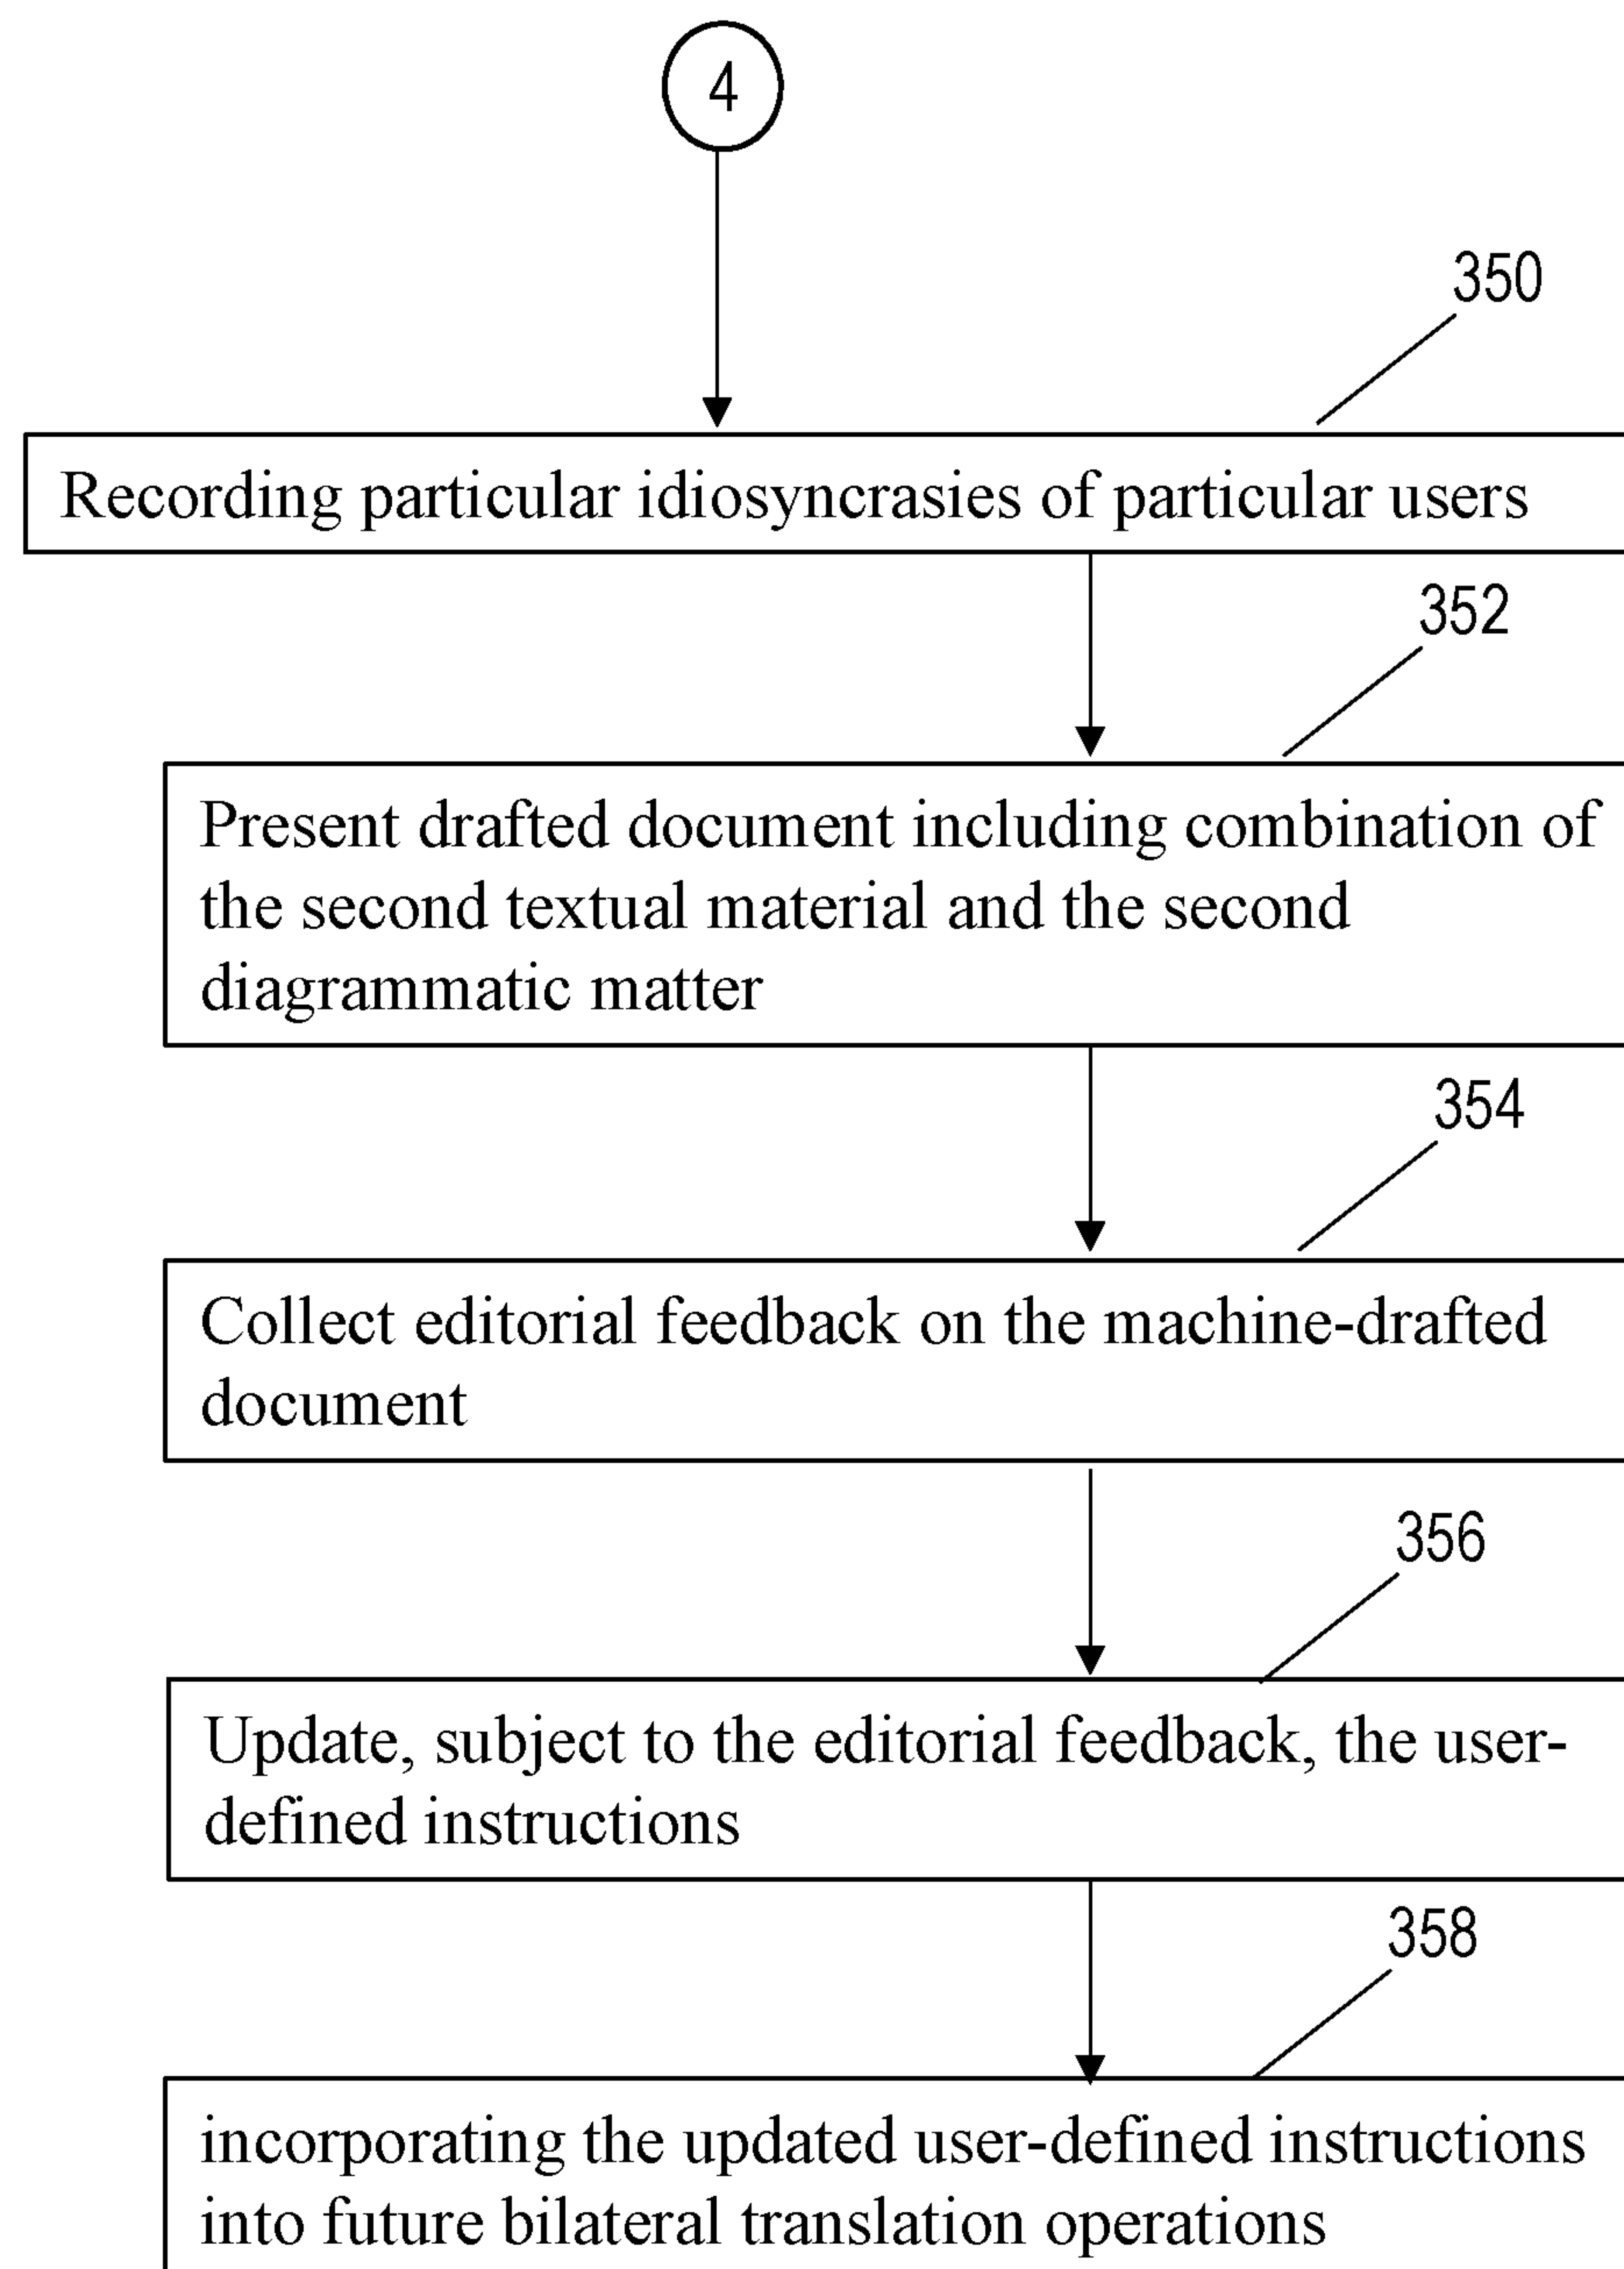 4
350
Recording particular idiosyncrasies of particular users
352
Present drafted document including combination of
the second textual material and the second
diagrammatic matter
354
Collect editorial feedback on the machine-drafted
document
356
Update, subject to the editorial feedback, the user-
defined instructions
358
incorporating the updated user-defined instructions
into future bilateral translation operations